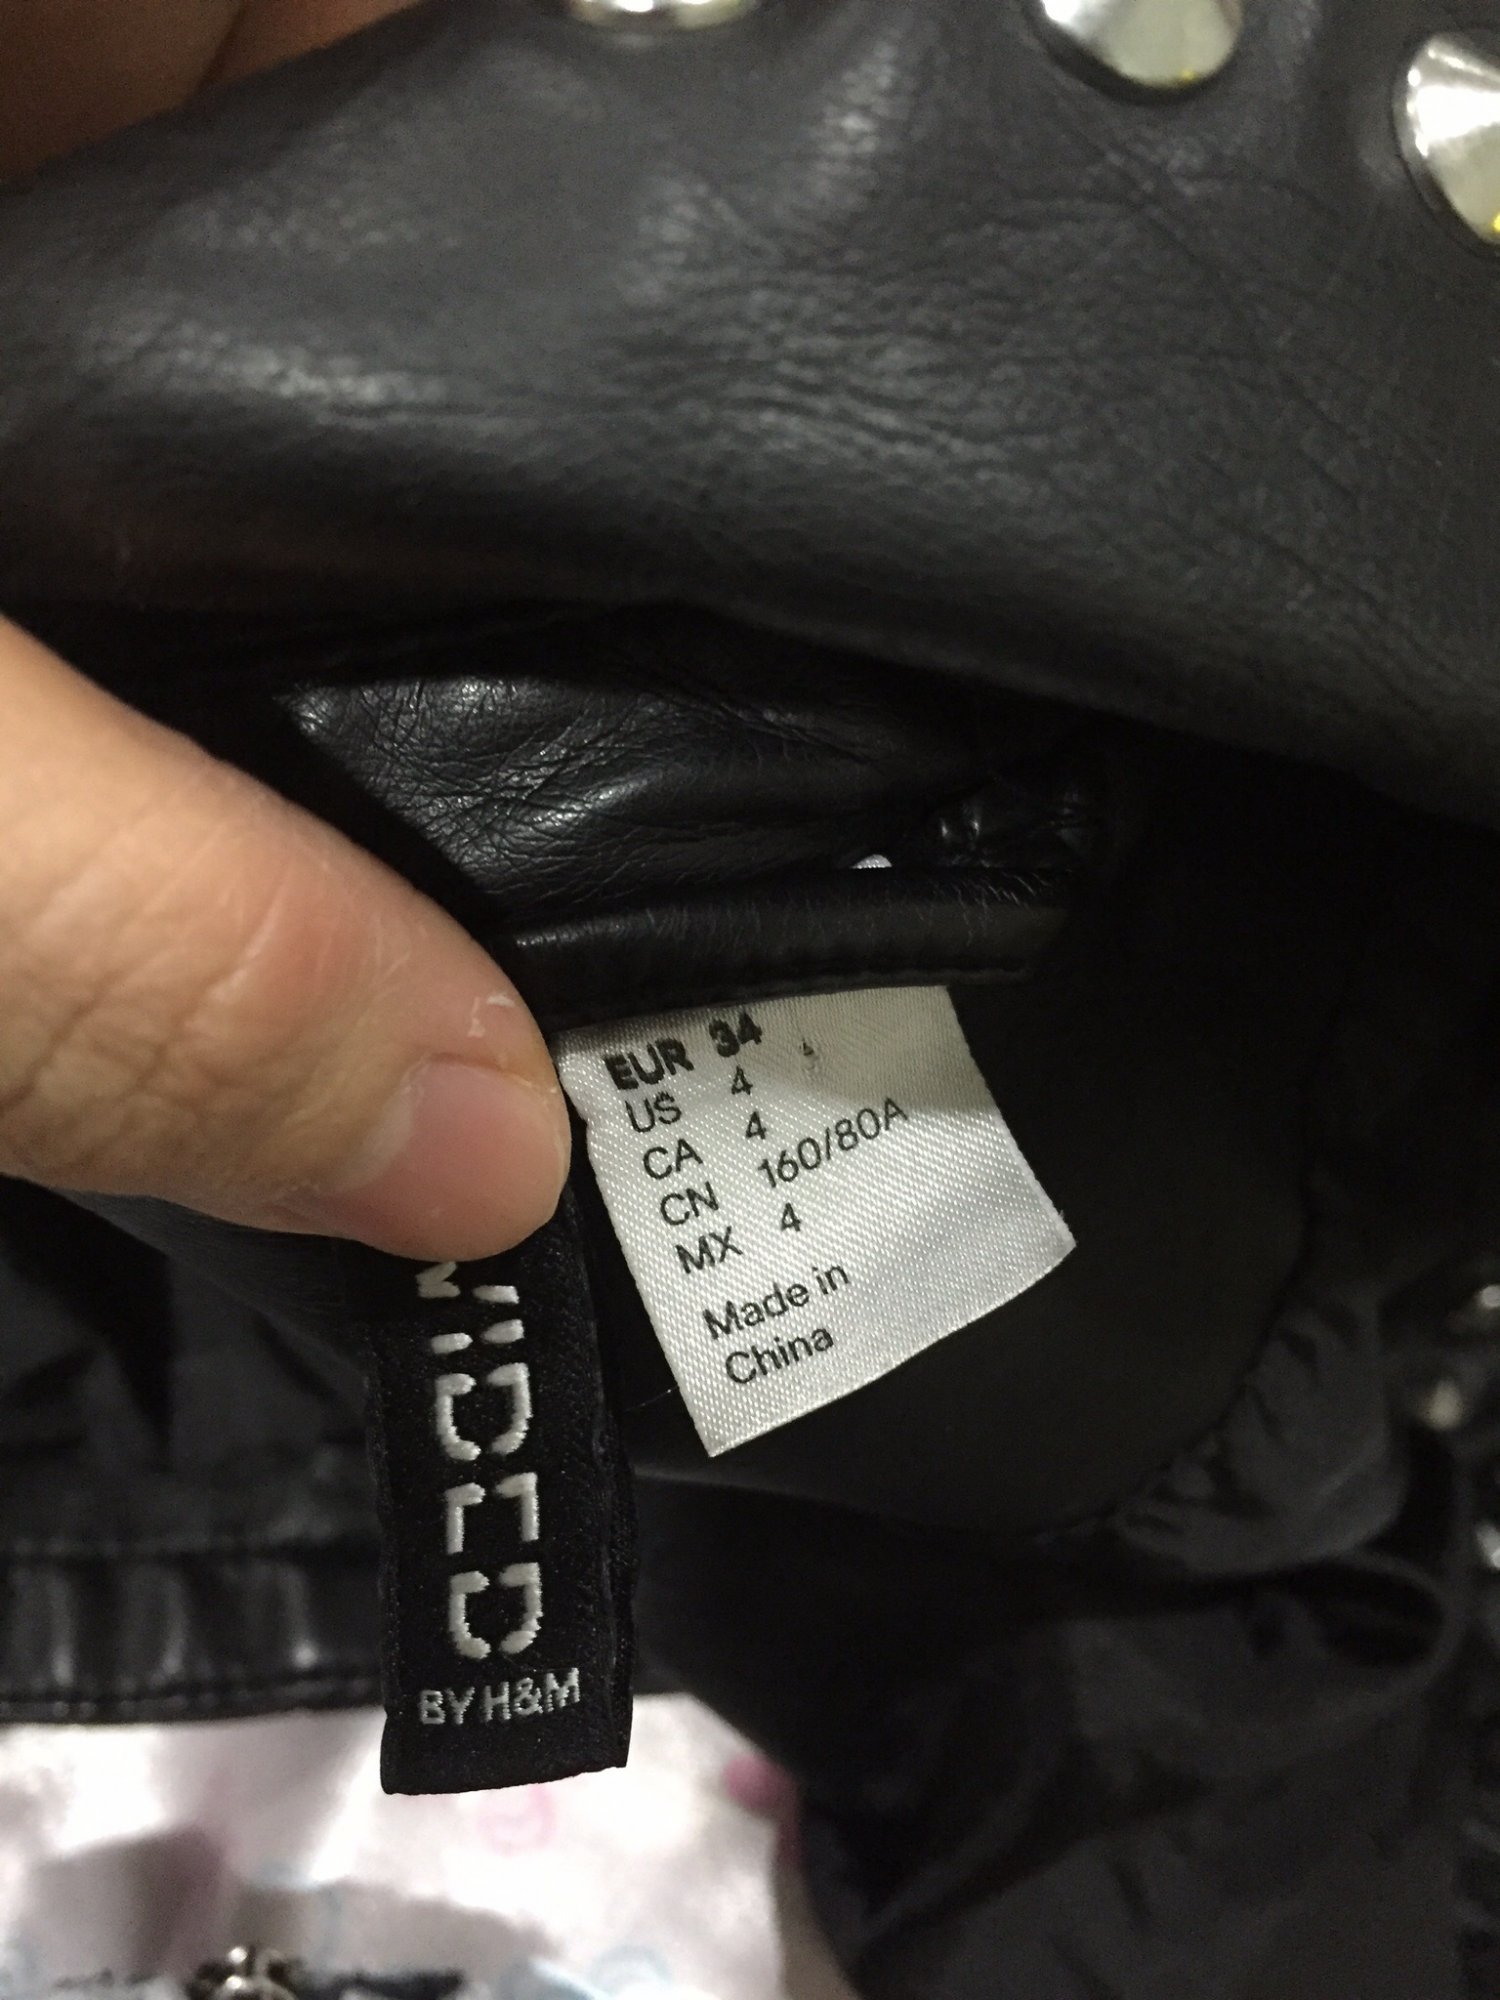 EUR 34
US 4
CA 4
CN 160/80A
MX 4
Made in
China
BY H&M